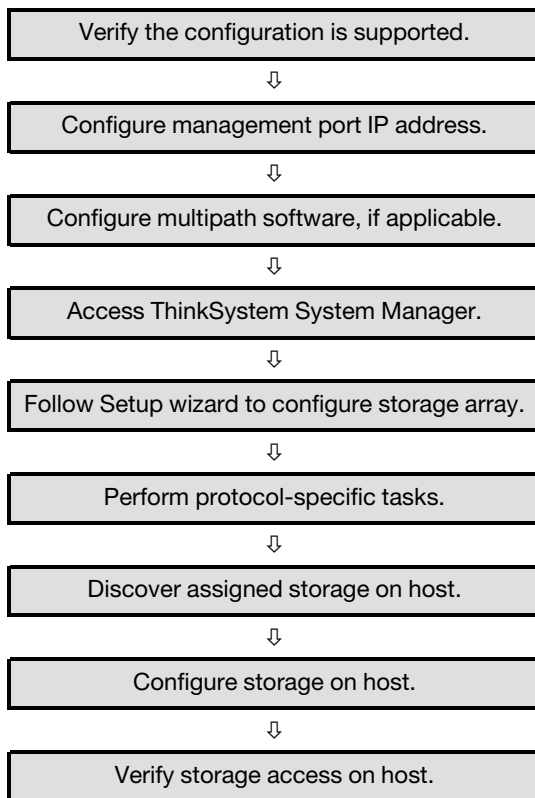 Verify the configuration is supported.
⇩
Configure management port IP address.
⇩
Configure multipath software, if applicable.
⇩
Access ThinkSystem System Manager.
⇩
Follow Setup wizard to configure storage array.
⇩
Perform protocol-specific tasks.
⇩
Discover assigned storage on host.
⇩
Configure storage on host.
⇩
Verify storage access on host.